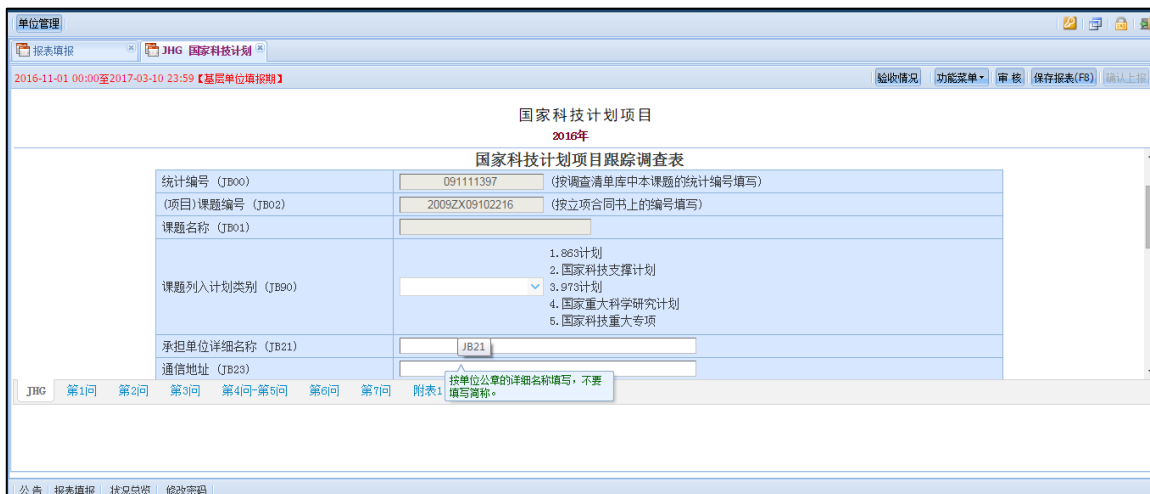 单位管理
报表填报 JHG 国家科技计划
2016-11-01 00:00至2017-03-10 23:59【基层单位填报期】 验收情况 功能菜单 审 核 保存报表(F8) 确认上报
国家科技计划项目
2016年
国家科技计划项目跟踪调查表
统计编号 (JB00) 091111397 (按调查清单库中本课题的统计编号填写)
(项目)课题编号 (JB02) 2009ZX09102216 (按立项合同书上的编号填写)
课题名称 (JB01)
1.863计划
2.国家科技支撑计划
课题列入计划类别 (JB90) 3.973计划
4.国家重大科学研究计划
5.国家科技重大专项
承担单位详细名称 (JB21) JB21
通信地址 (JB23)
按单位公章的详细名称填写，不要
填写简称。
JHG 第1问 第2问 第3问 第4问-第5问 第6问 第7问 附表1
公 告 报表填报 状况总览 修改密码